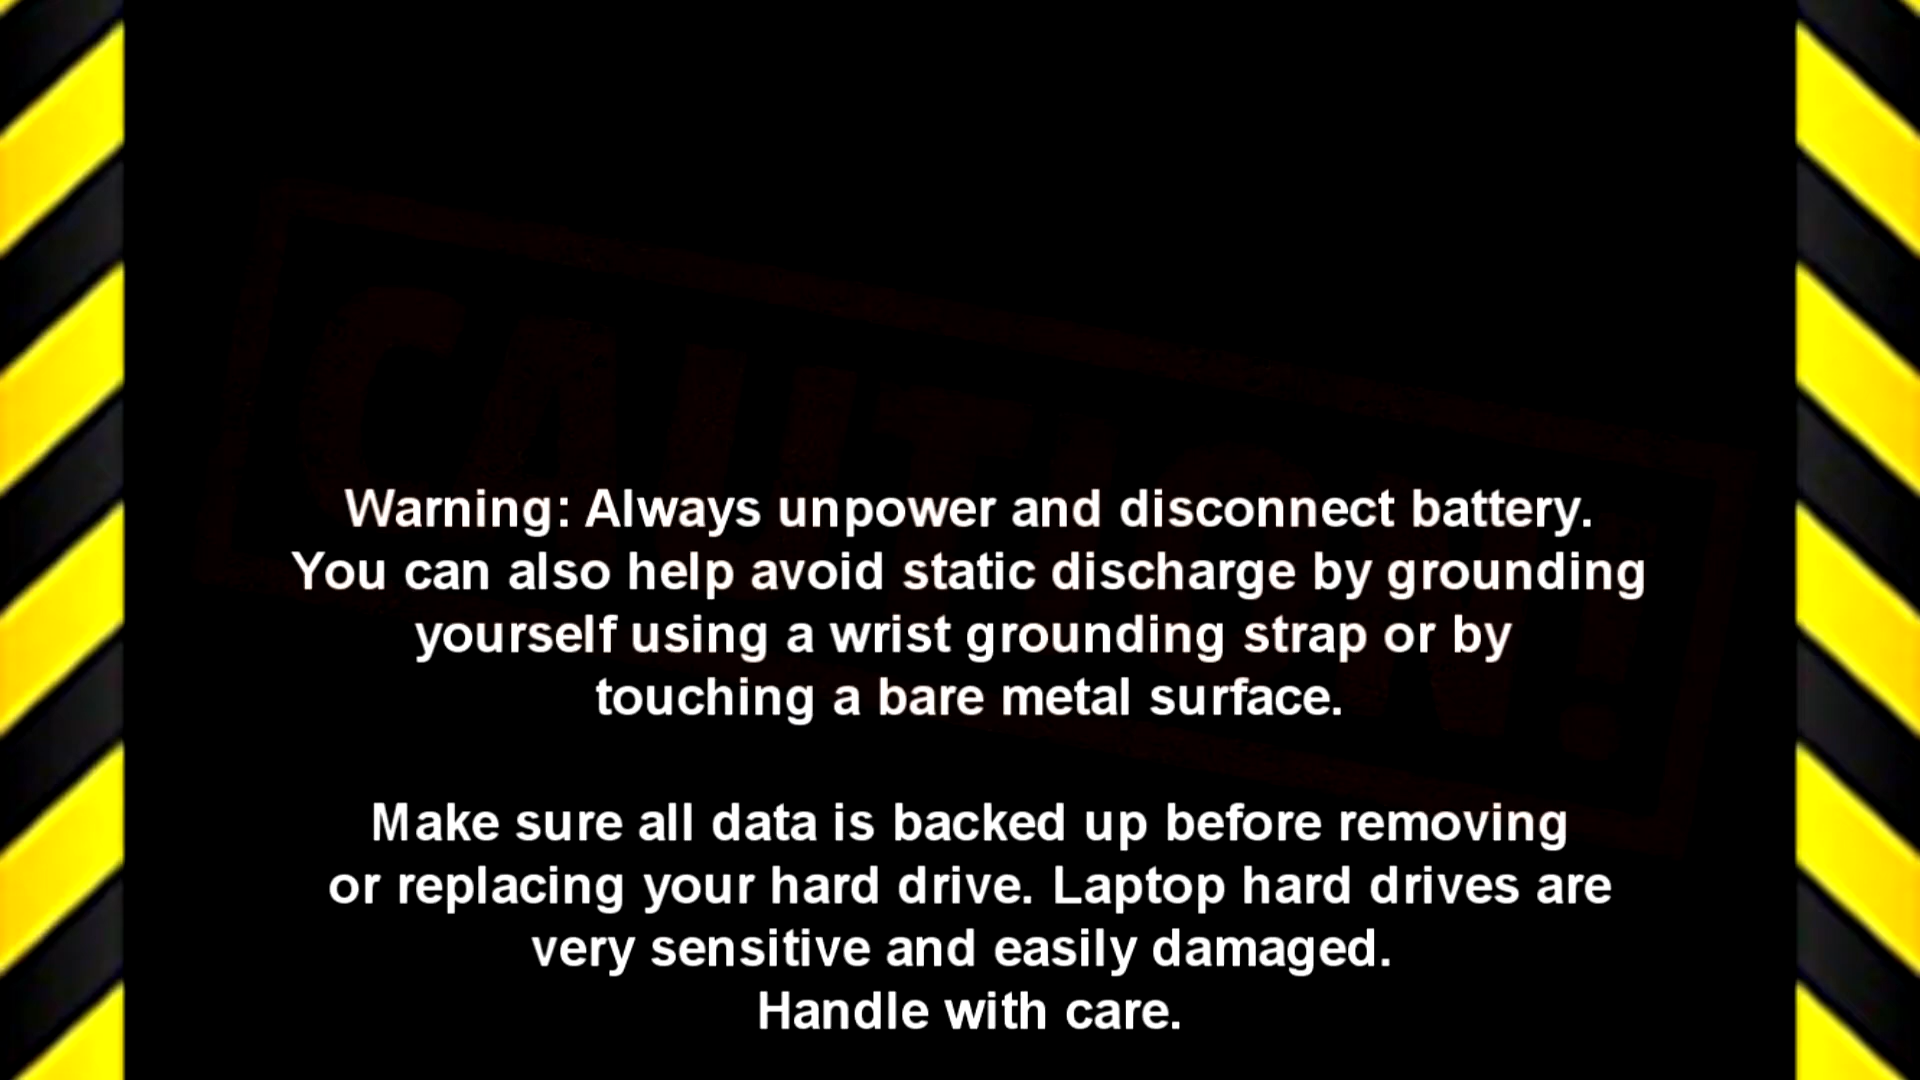 CAUTION!
Warning: Always unpower and disconnect battery.
You can also help avoid static discharge by grounding
yourself using a wrist grounding strap or by
touching a bare metal surface.
Make sure all data is backed up before removing
or replacing your hard drive. Laptop hard drives are
very sensitive and easily damaged.
Handle with care.